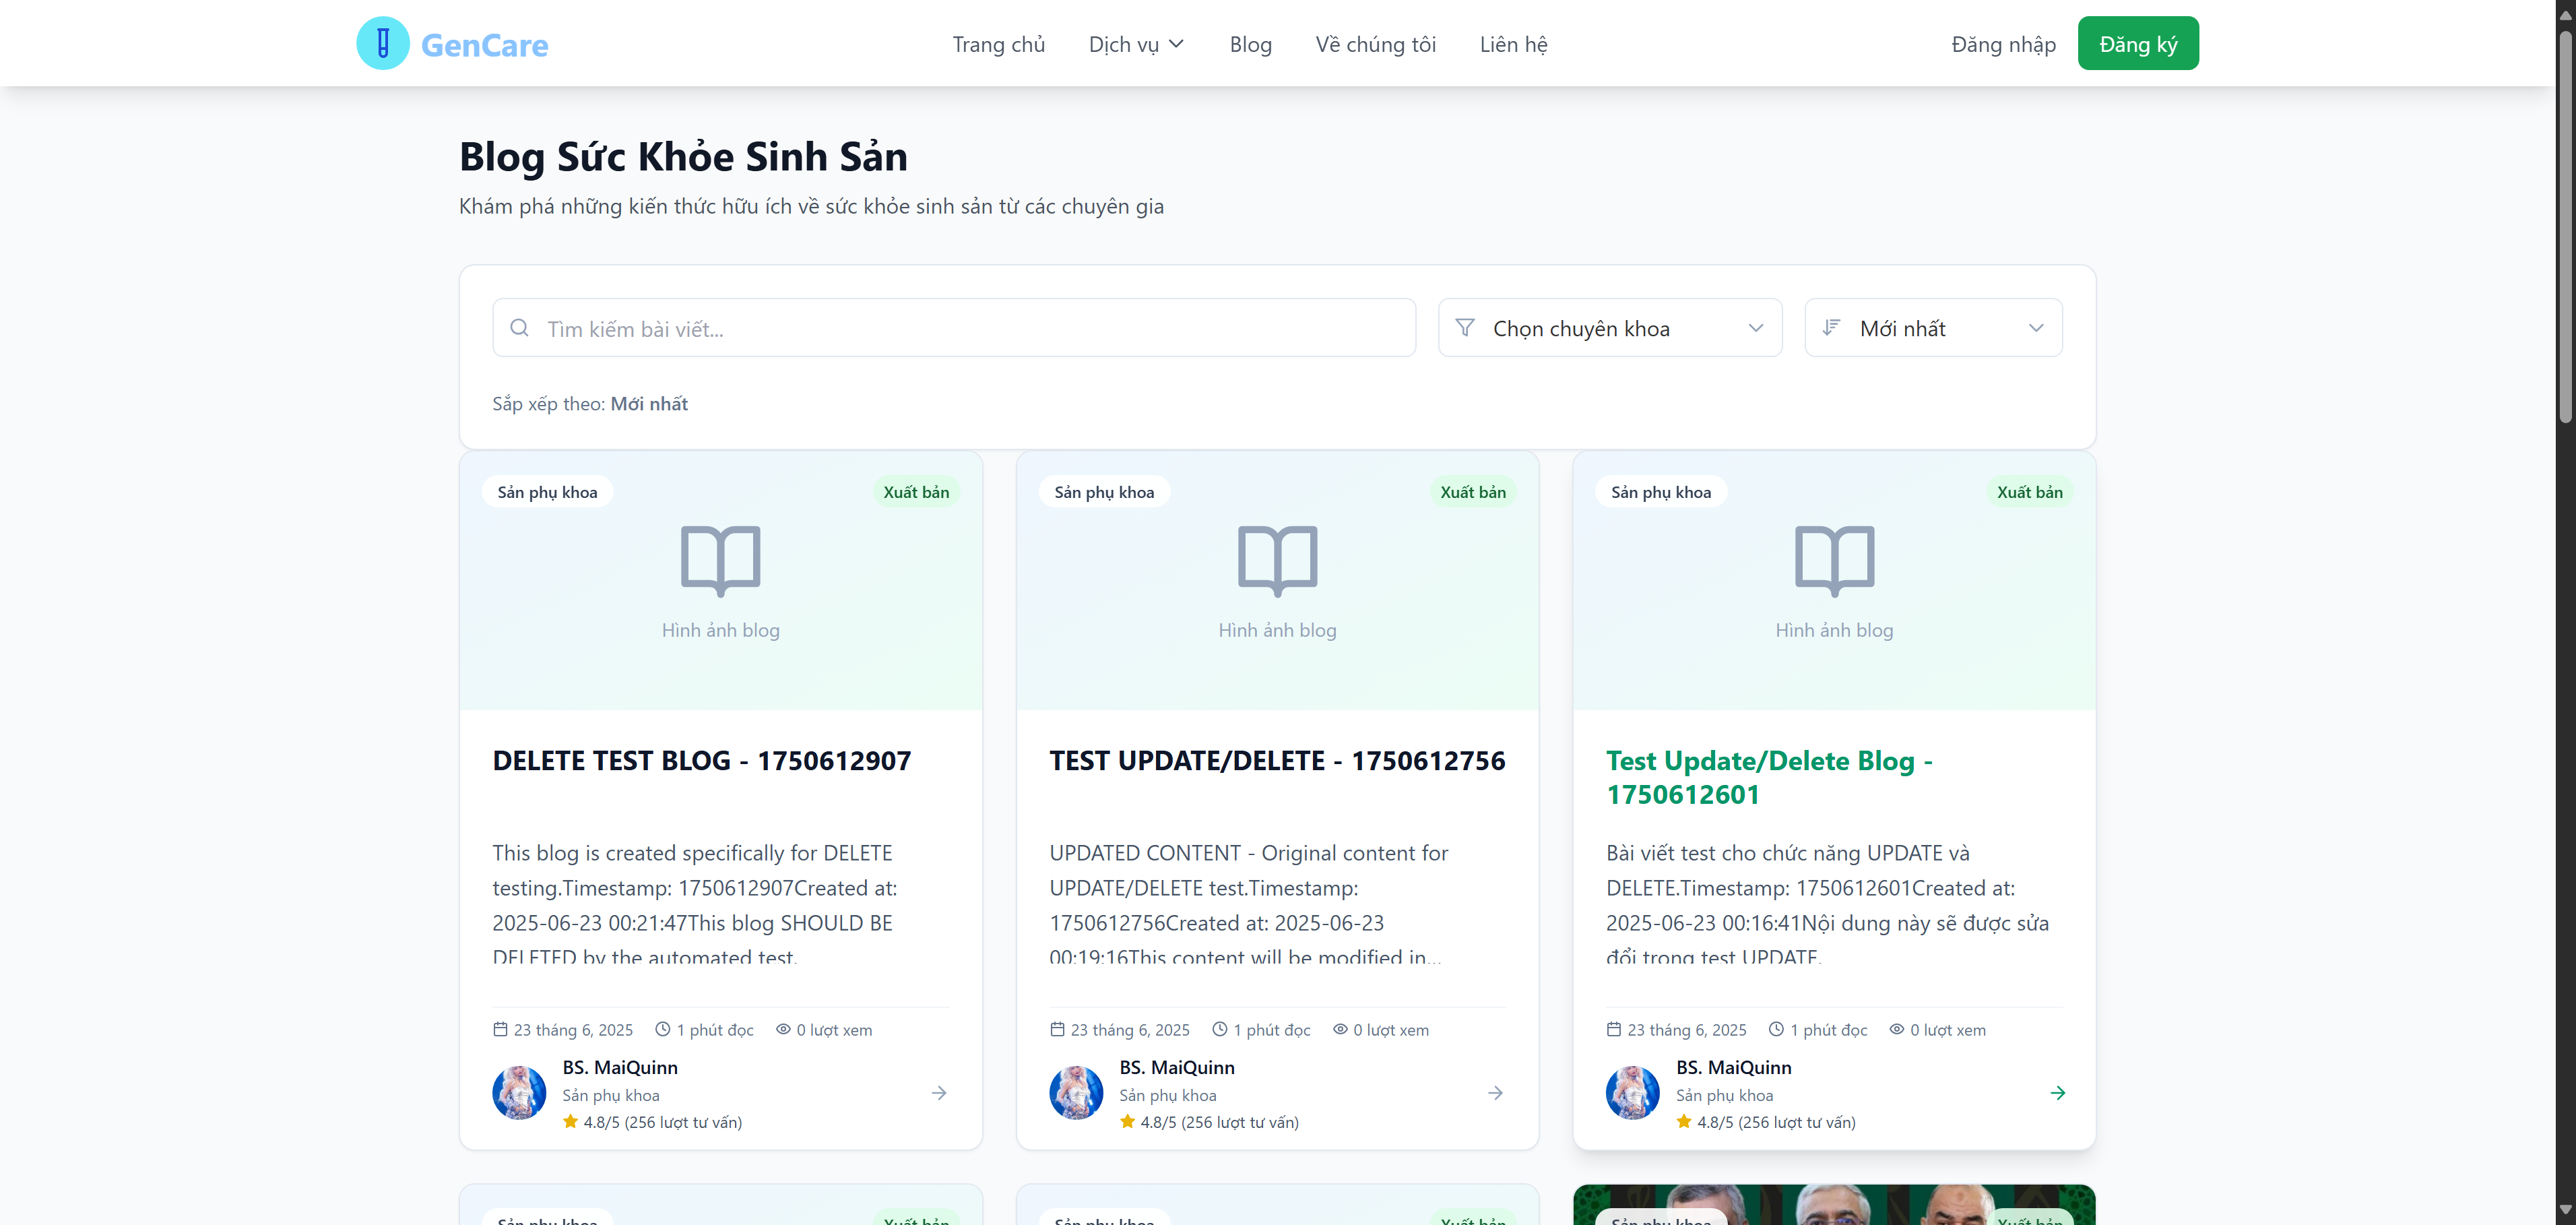 GenCare
Trang chủ
Dịch vụ
Blog
Về chúng tôi
Liên hệ
Đăng nhập
Đăng ký
Blog Sức Khỏe Sinh Sản
Khám phá những kiến thức hữu ích về sức khỏe sinh sản từ các chuyên gia
Tìm kiếm bài viết...
Chọn chuyên khoa
Mới nhất
Sắp xếp theo: Mới nhất
Sản phụ khoa
Xuất bản
Hình ảnh blog
DELETE TEST BLOG - 1750612907
This blog is created specifically for DELETE
testing.Timestamp: 1750612907Created at:
2025-06-23 00:21:47This blog SHOULD BE
DELETED by the automated test.
23 tháng 6, 2025
1 phút đọc
0 lượt xem
BS. MaiQuinn
Sản phụ khoa
4.8/5 (256 lượt tư vấn)
Sản phụ khoa
Xuất bản
Hình ảnh blog
TEST UPDATE/DELETE - 1750612756
UPDATED CONTENT - Original content for
UPDATE/DELETE test.Timestamp:
1750612756Created at: 2025-06-23
00:19:16This content will be modified in...
23 tháng 6, 2025
1 phút đọc
0 lượt xem
BS. MaiQuinn
Sản phụ khoa
4.8/5 (256 lượt tư vấn)
Sản phụ khoa
Xuất bản
Hình ảnh blog
Test Update/Delete Blog -
1750612601
Bài viết test cho chức năng UPDATE và
DELETE.Timestamp: 1750612601Created at:
2025-06-23 00:16:41Nội dung này sẽ được sửa
đổi trong test UPDATE.
23 tháng 6, 2025
1 phút đọc
0 lượt xem
BS. MaiQuinn
Sản phụ khoa
4.8/5 (256 lượt tư vấn)
Sản phụ khoa
Xuất bản
Sản phụ khoa
Xuất bản
Sản phụ khoa
Xuất bản